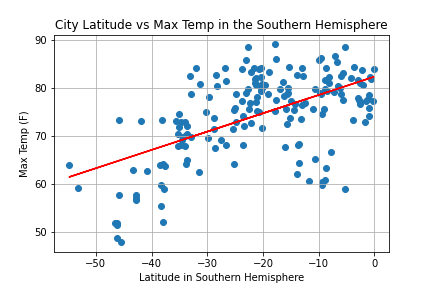 City Latitude vs Max Temp in the Southern Hemisphere
90
80
70
60
50
Max Temp (F)
−50 −40 −30 −20 −10 0
Latitude in Southern Hemisphere